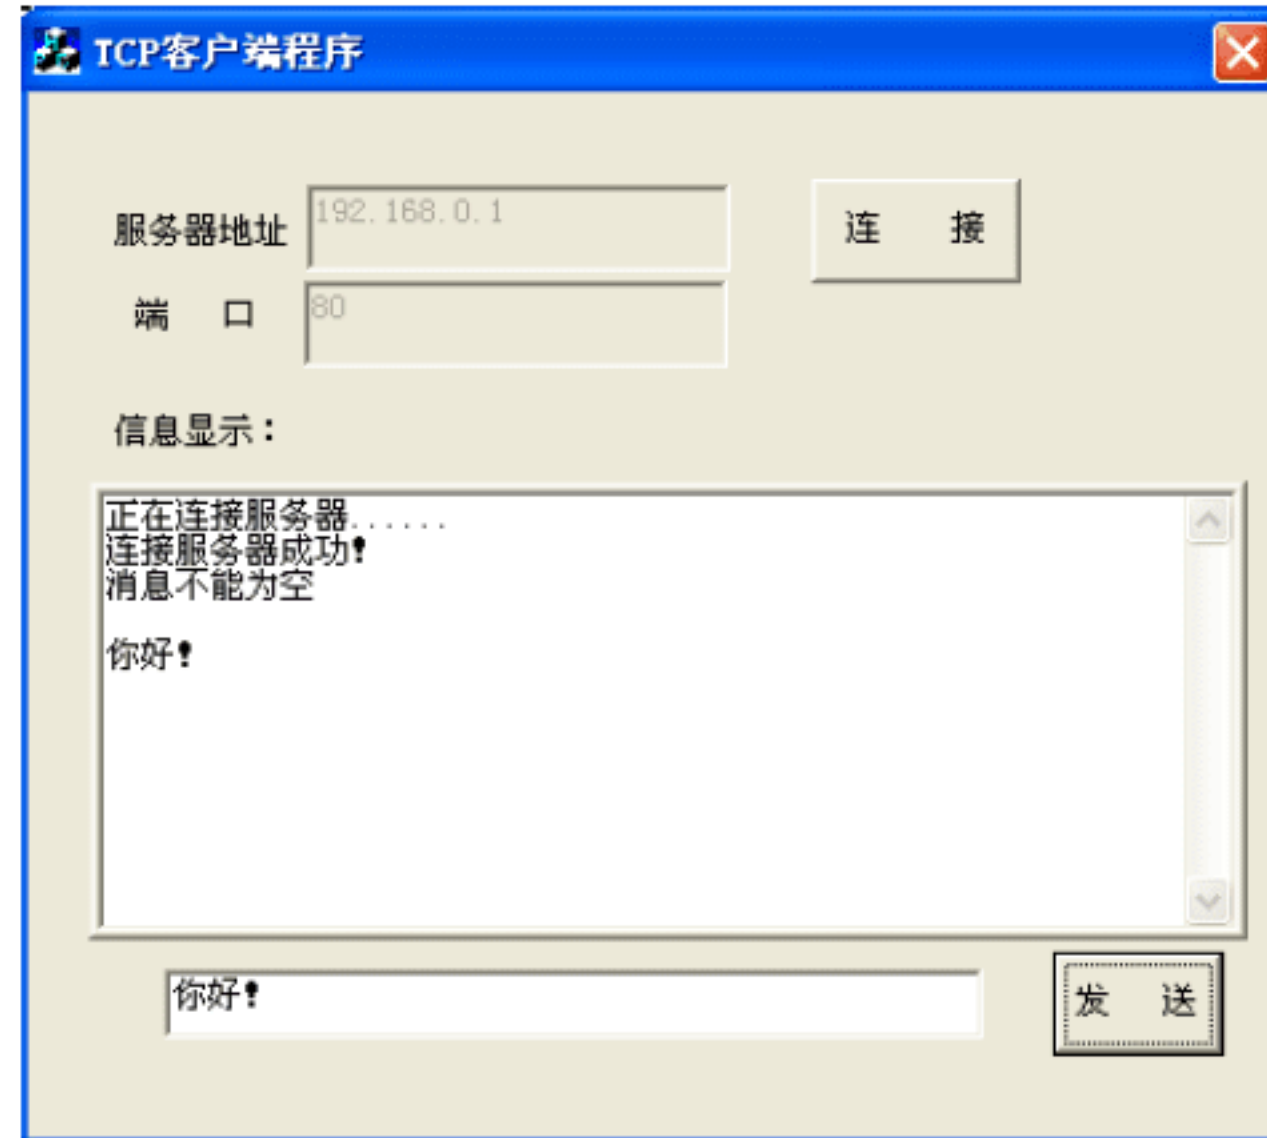 TCP客户端程序
服务器地址 192.168.0.1 连 接
端 口 80
信息显示：
正在连接服务器......
连接服务器成功!
消息不能为空
你好!
你好! 发 送